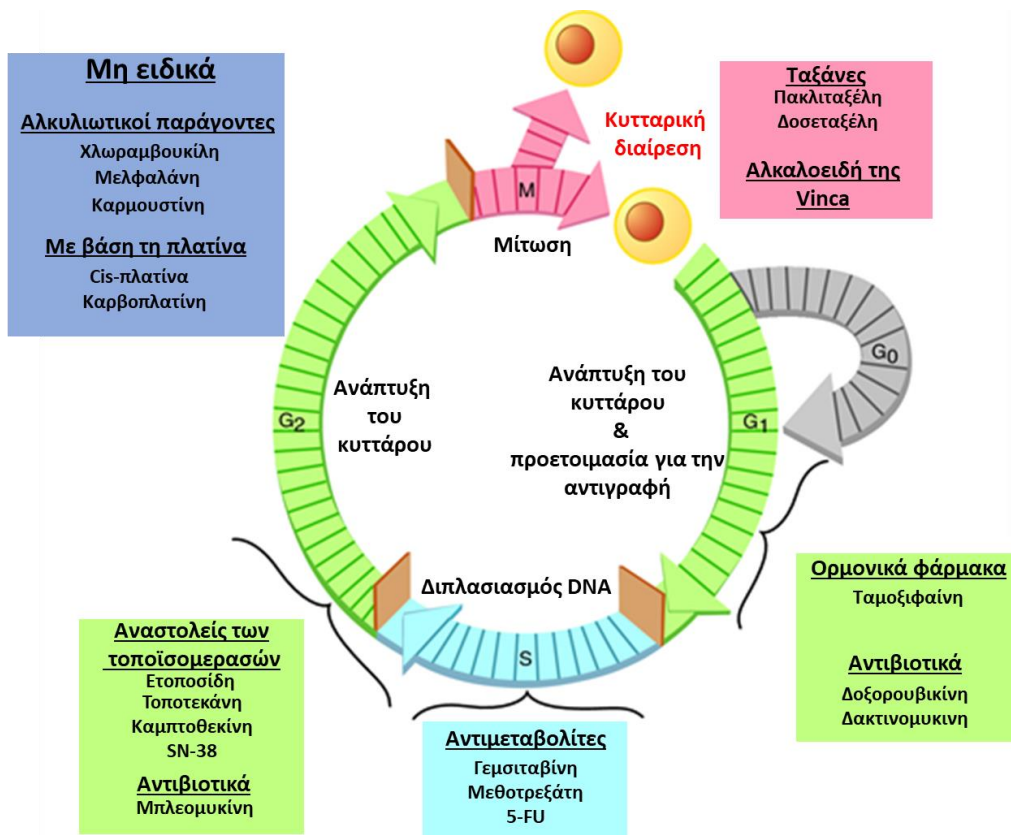 Μη ειδικά
Αλκυλιωτικοί παράγοντες
Χλωραμβουκίλη
Μελφαλάνη
Καρμουστίνη
Με βάση τη πλατίνα
Cis-πλατίνα
Καρβοπλατίνη
Κυτταρική
διαίρεση
Ταξάνες
Πακλιταξέλη
Δοσεταξέλη
Αλκαλοειδή της
Vinca
M
Μίτωση
G0
G2
Ανάπτυξη
του
κυττάρου
Ανάπτυξη του
κυττάρου
&
προετοιμασία για την
αντιγραφή
G1
Διπλασιασμός DNA
S
Αναστολείς των
τοποϊσομερασών
Ετοποσίδη
Τοποτεκάνη
Καμπτοθεκίνη
SN-38
Αντιβιοτικά
Μπλεομυκίνη
Αντιμεταβολίτες
Γεμσιταβίνη
Μεθοτρεξάτη
5-FU
Ορμονικά φάρμακα
Ταμοξιφαίνη
Αντιβιοτικά
Δοξορουβικίνη
Δακτινομυκινη